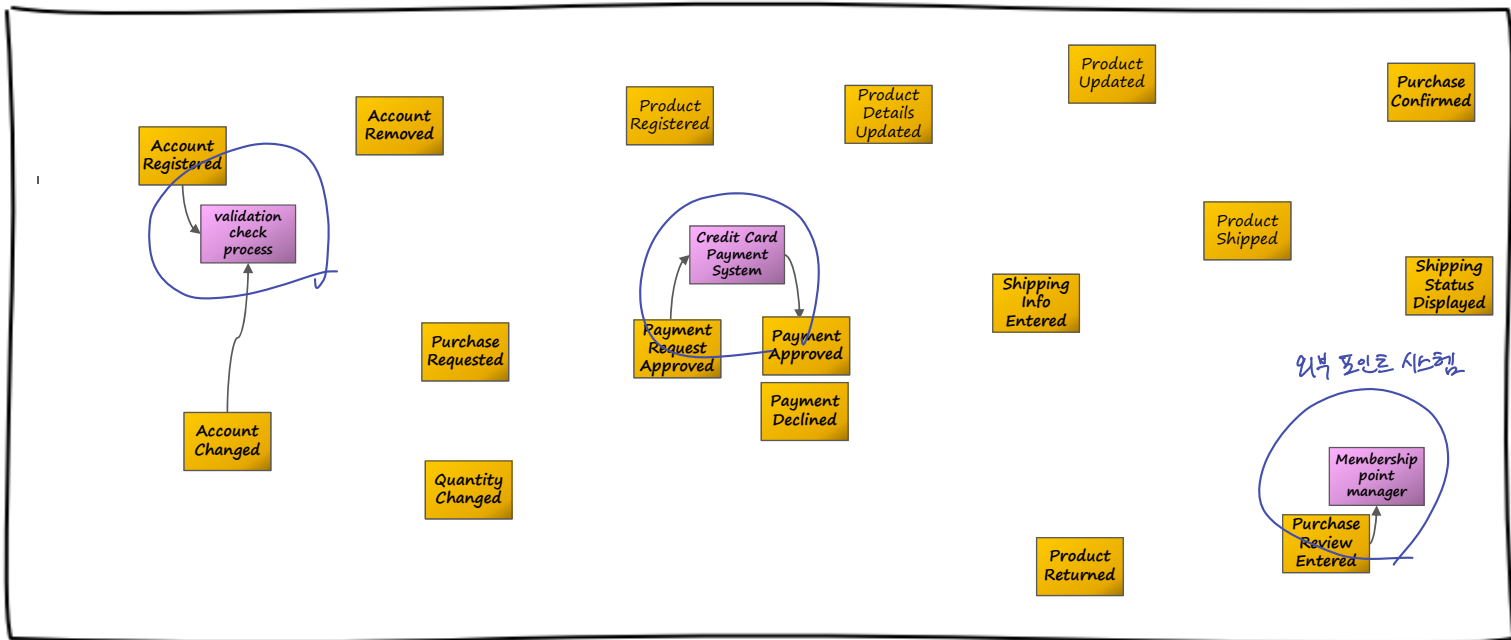 Product
Updated
Purchase
Confirmed
Account
Removed
Product
Registered
Product
Details
Updated
Account
Registered
validation
check
process
Credit Card
Payment
System
Product
Shipped
Shipping
Info
Entered
Shipping
Status
Displayed
Purchase
Requested
Payment
Request
Approved
Payment
Approved
Payment
Declined
외부 포인트 시스템
Account
Changed
Quantity
Changed
Membership
point
manager
Purchase
Review
Entered
Product
Returned